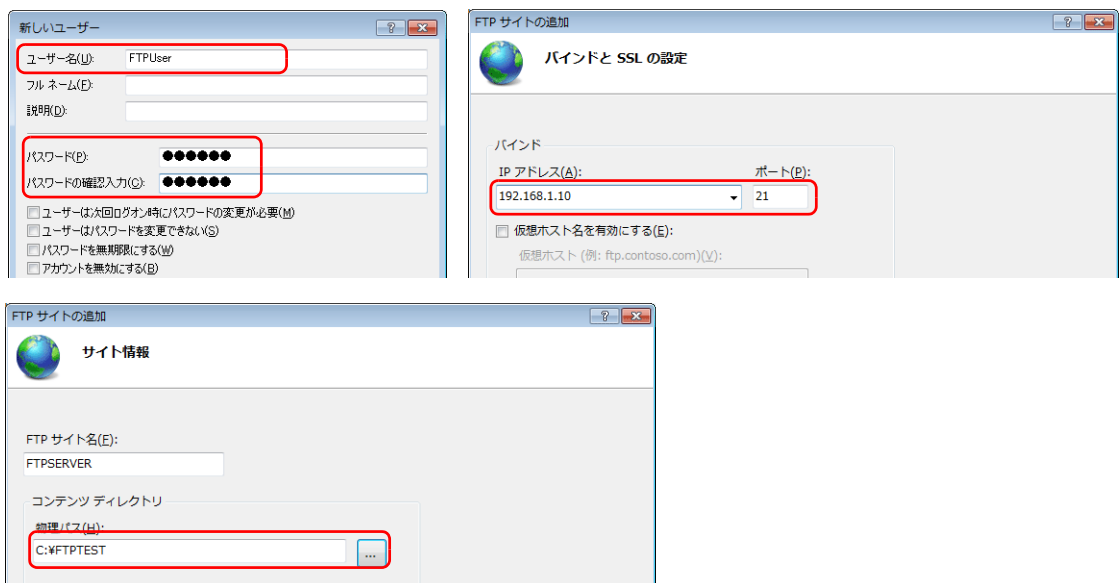 新しいユーザー
ユーザー名(U):
FTPUser
フル ネーム(F):
説明(D):
パスワード(P):
●●●●●●
パスワードの確認入力(C):
●●●●●●
ユーザーは次回ログオン時にパスワードの変更が必要(M)
ユーザーはパスワードを変更できない(S)
パスワードを無期限にする(W)
アカウントを無効にする(B)
FTP サイトの追加
バインドと SSL の設定
バインド
IP アドレス(A):
ポート(P):
192.168.1.10
21
仮想ホスト名を有効にする(E):
仮想ホスト (例: ftp.contoso.com)(V):
FTP サイトの追加
サイト情報
FTP サイト名(F):
FTPSERVER
コンテンツ ディレクトリ
物理パス(H):
C:¥FTPTEST
...